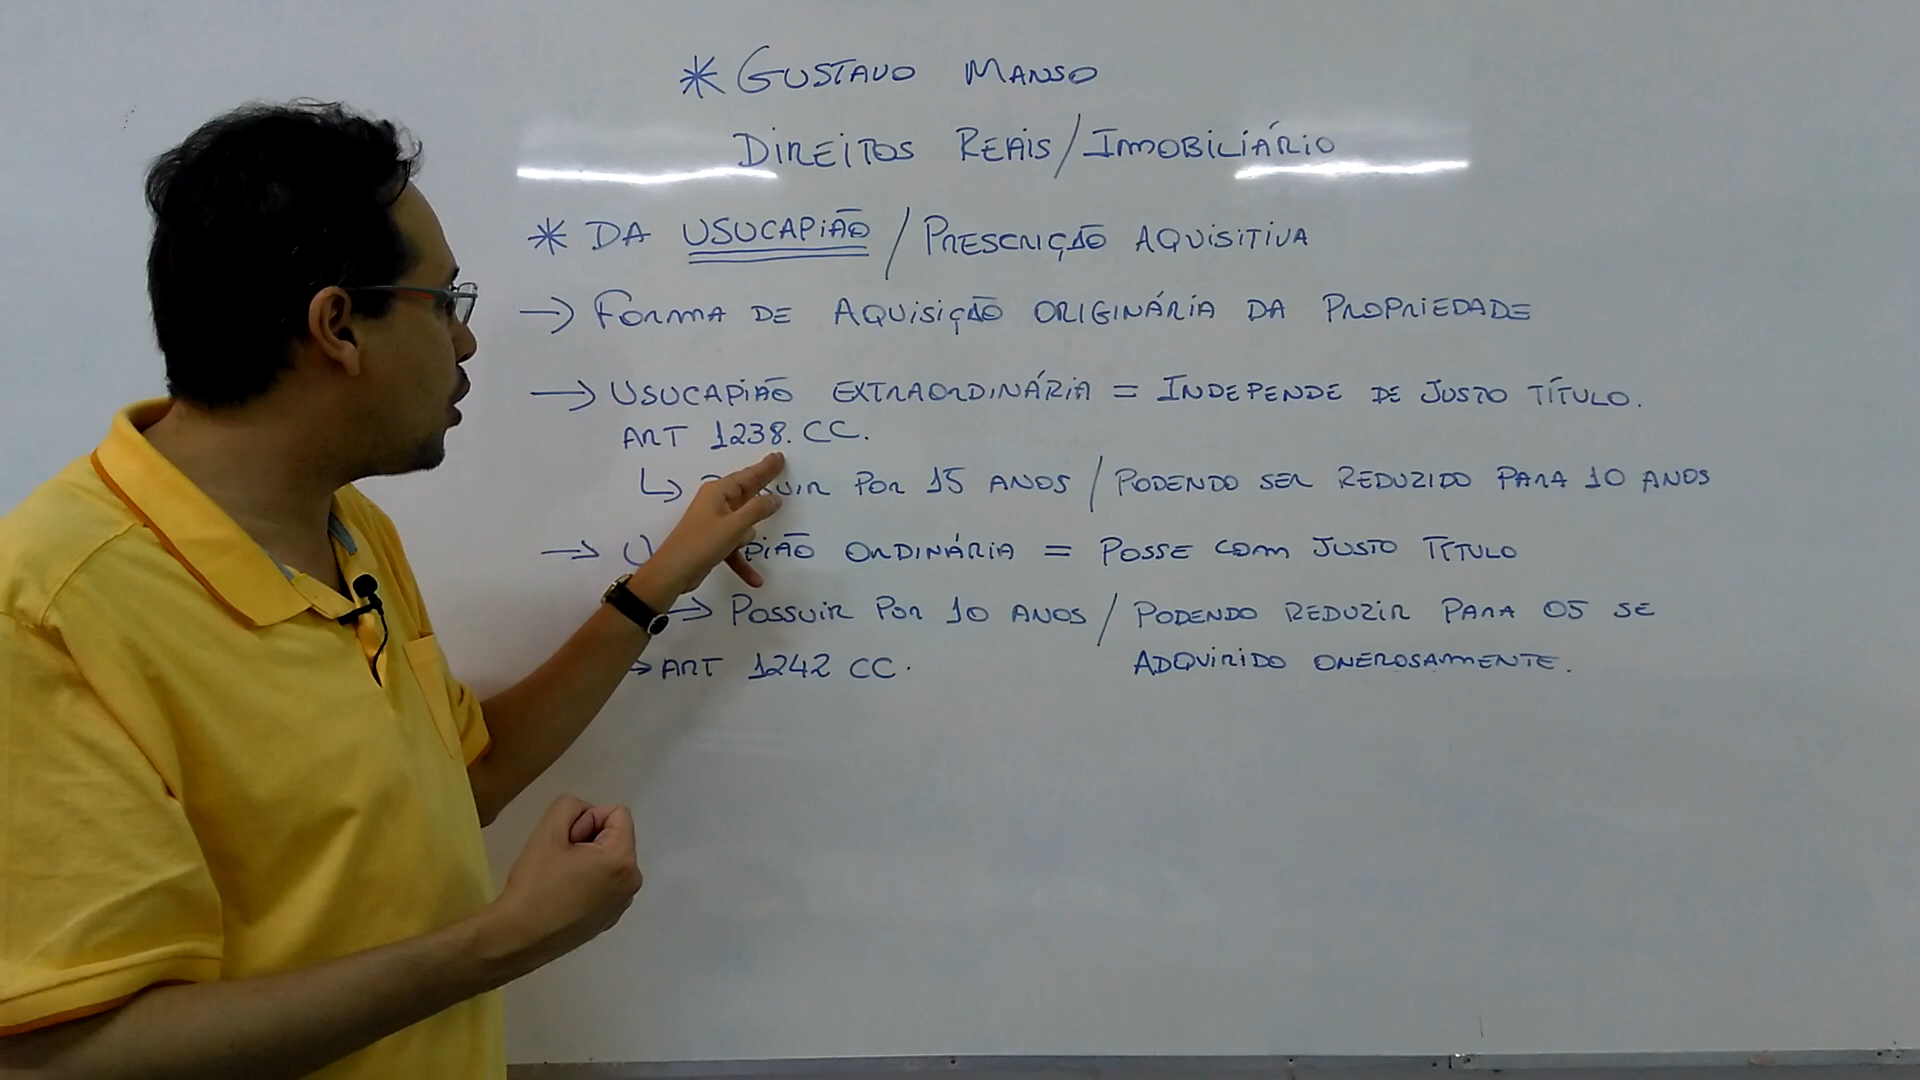 * GUSTAVO MANSO
DIREITOS REAIS / IMOBILIÁRIO
* DA USUCAPIÃO / PRESCRIÇÃO AQUISITIVA
→ FORMA DE AQUISIÇÃO ORIGINÁRIA DA PROPRIEDADE
→ USUCAPIÃO EXTRAORDINÁRIA = INDEPENDE DE JUSTO TÍTULO.
ART 1238. CC.
↳ POR 15 ANOS / PODENDO SER REDUZIDO PARA 10 ANOS
→ ORDINÁRIA = POSSE COM JUSTO TÍTULO
→ POSSUIR POR 10 ANOS / PODENDO REDUZIR PARA 05 SE
ADQUIRIDO ONEROSAMENTE.
→ ART 1242 CC.